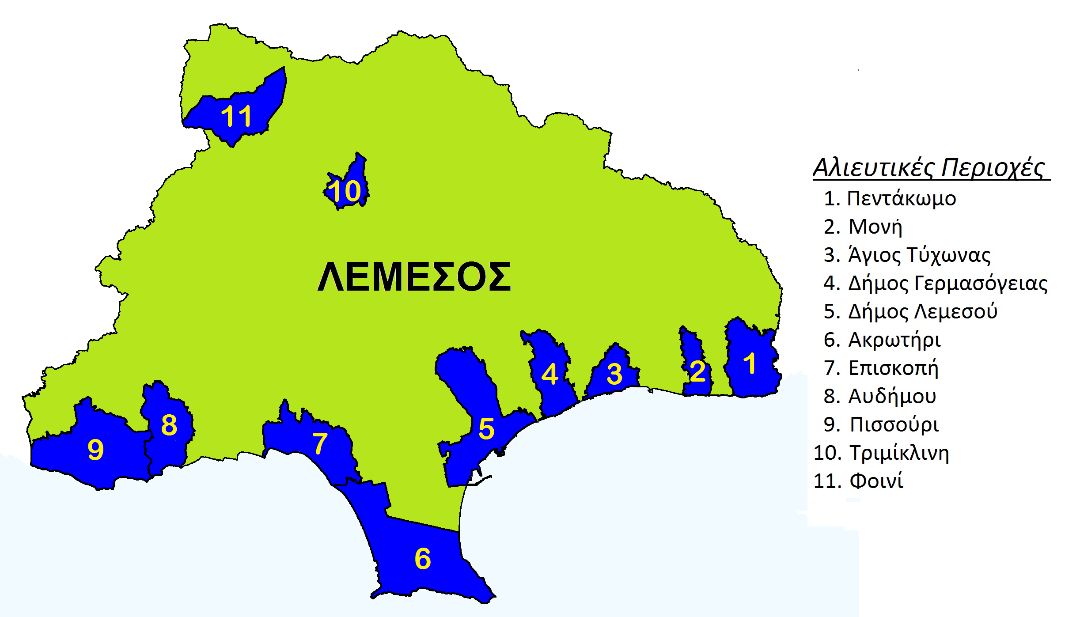 11
10
ΛΕΜΕΣΟΣ
1
2
3
4
5
6
7
8
9
Αλιευτικές Περιοχές
1. Πεντάκωμο
2. Μονή
3. Άγιος Τύχωνας
4. Δήμος Γερμασόγειας
5. Δήμος Λεμεσού
6. Ακρωτήρι
7. Επισκοπή
8. Αυδήμου
9. Πισσούρι
10. Τριμίκλινη
11. Φοινί